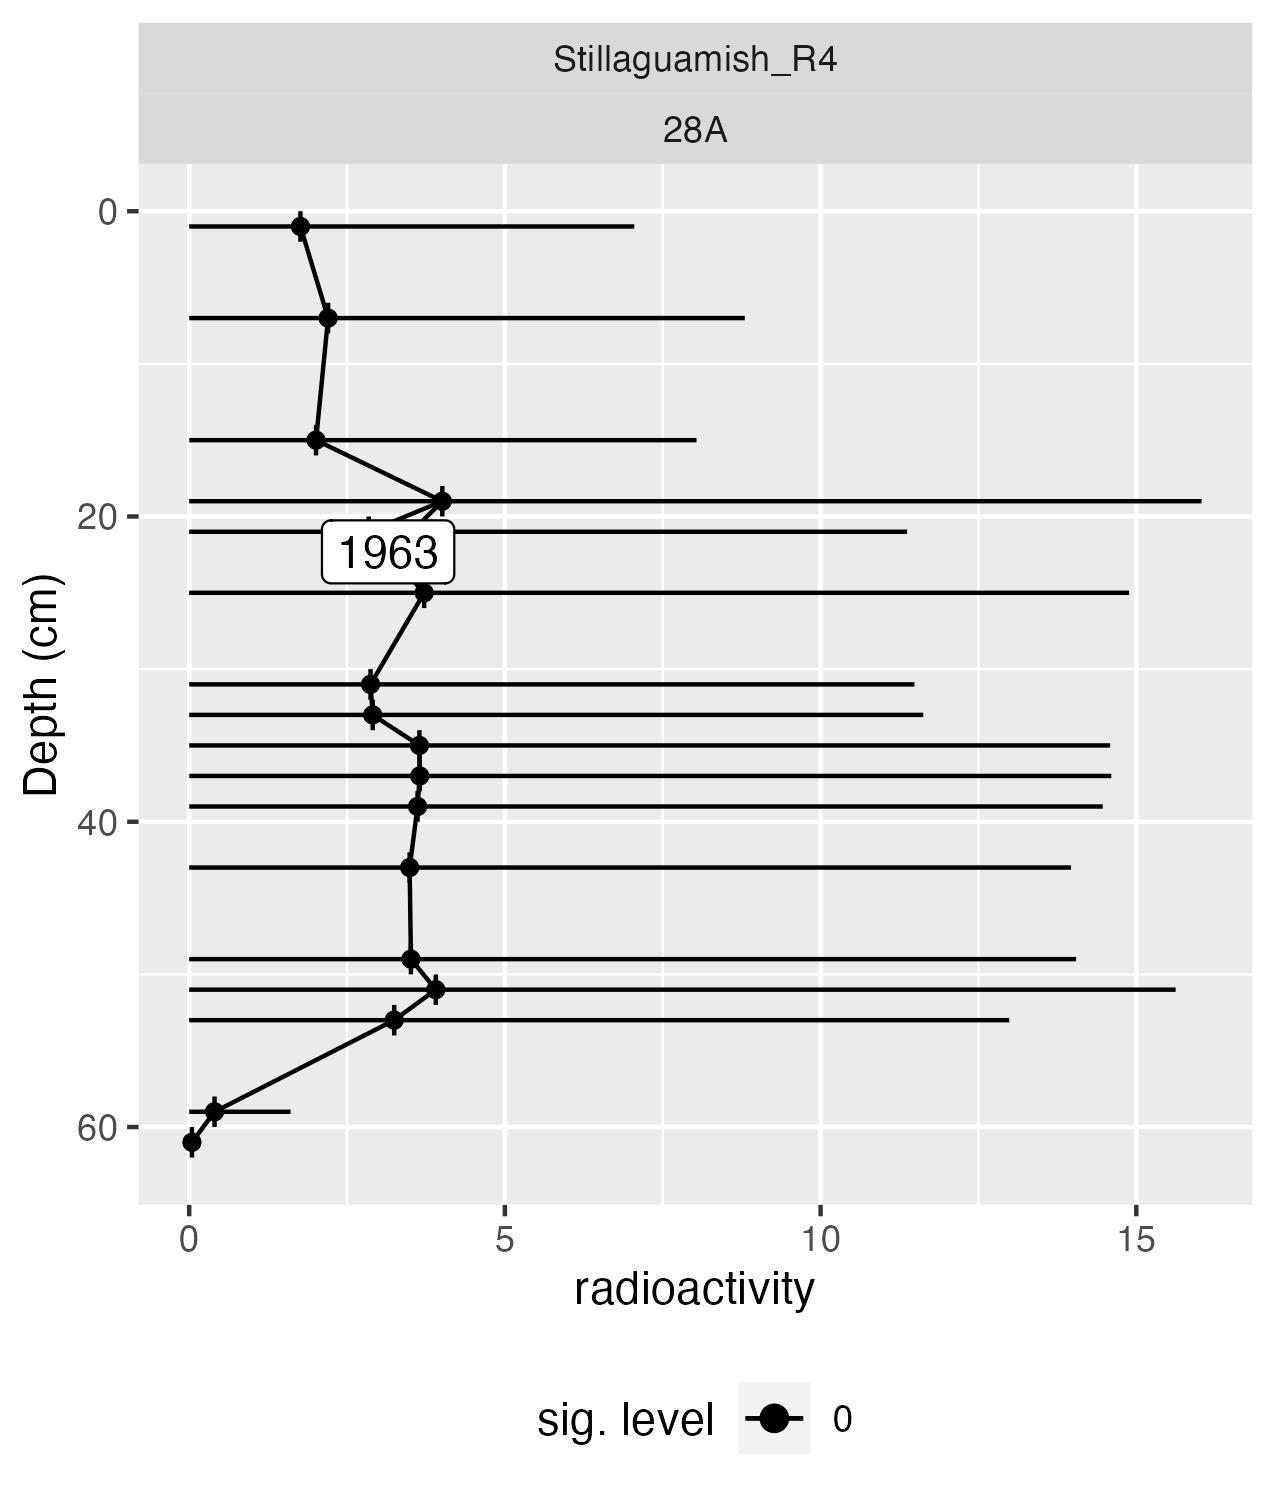 Stillaguamish_R4
28A
0
20
1963
40
60
Depth (cm)
0 5 10 15
radioactivity
sig. level 0